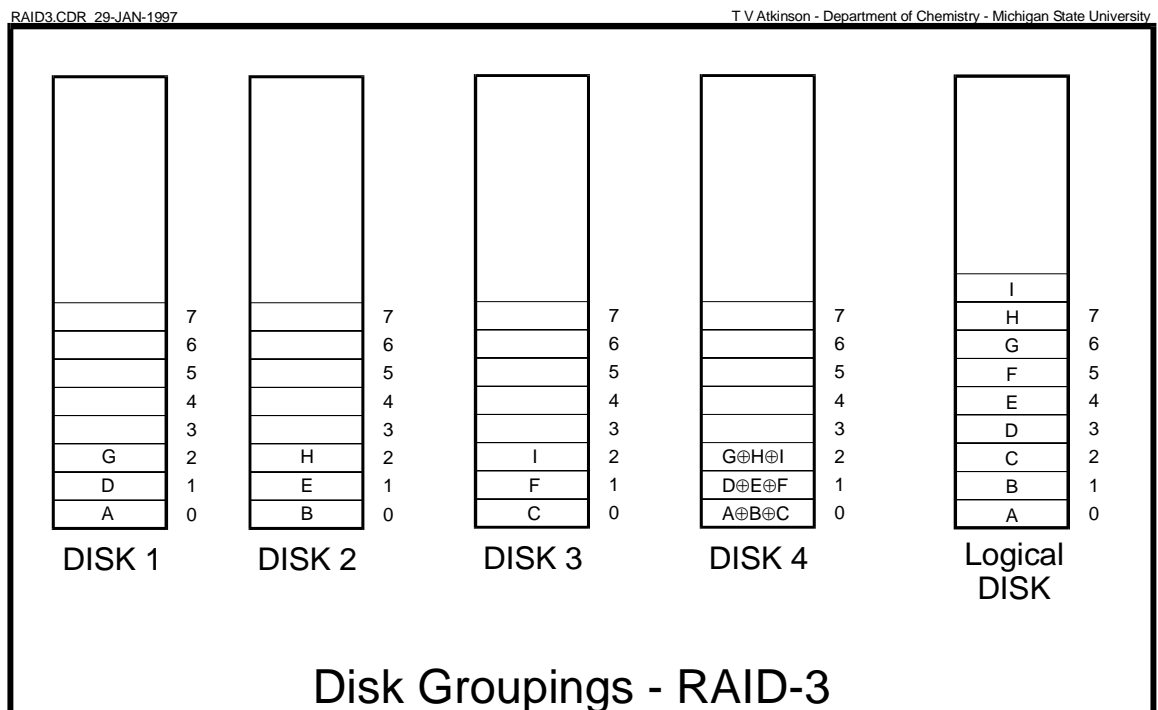 RAID3.CDR 29-JAN-1997 T V Atkinson - Department of Chemistry - Michigan State University
I
7 7 7 7 H 7
6 6 6 6 G 6
5 5 5 5 F 5
4 4 4 4 E 4
3 3 3 3 D 3
G 2 H 2 I 2 G⊕H⊕I 2 C 2
D 1 E 1 F 1 D⊕E⊕F 1 B 1
A 0 B 0 C 0 A⊕B⊕C 0 A 0
DISK 1 DISK 2 DISK 3 DISK 4 Logical
DISK
Disk Groupings - RAID-3